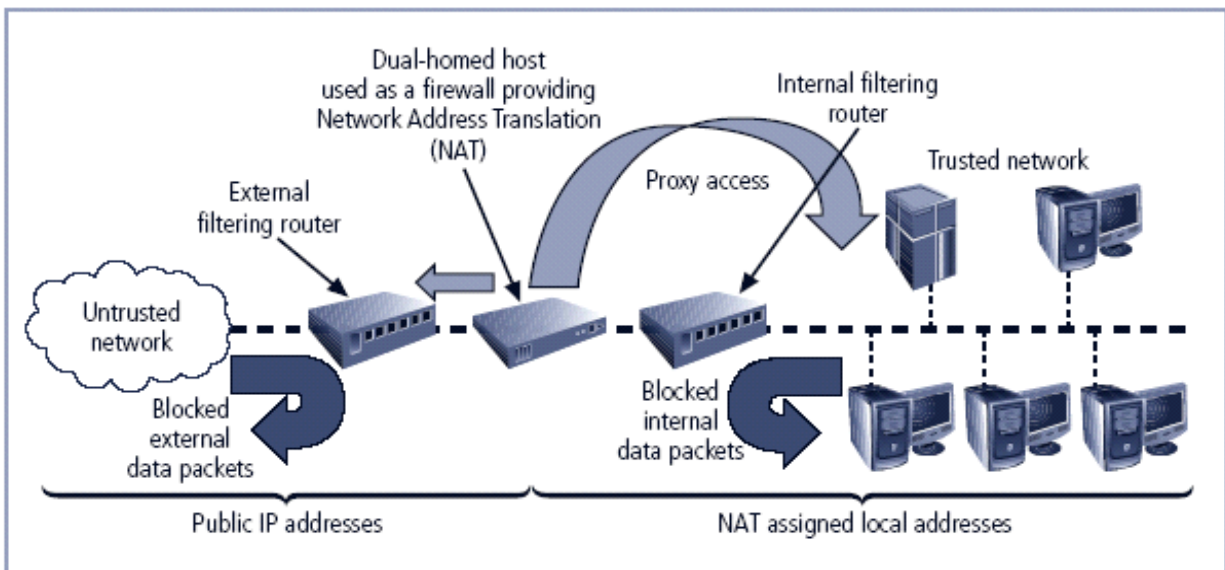 Dual-homed host
used as a firewall providing
Network Address Translation
(NAT)
Internal filtering
router
Trusted network
Proxy access
External
filtering router
Untrusted
network
Blocked
external
data packets
Blocked
internal
data packets
Public IP addresses
NAT assigned local addresses